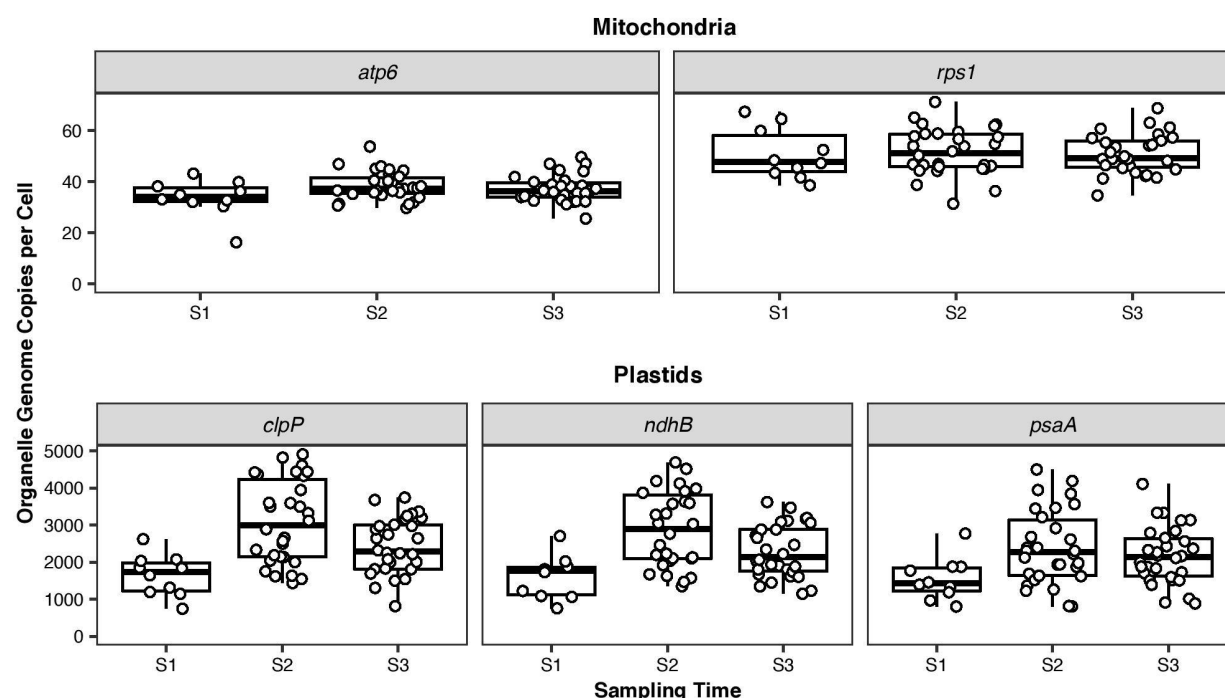 Mitochondria
atp6 rps1
Organelle Genome Copies per Cell
60
40
20
0
S1 S2 S3 S1 S2 S3
Plastids
clpP ndhB psaA
5000
4000
3000
2000
1000
0
S1 S2 S3 S1 S2 S3 S1 S2 S3
Sampling Time